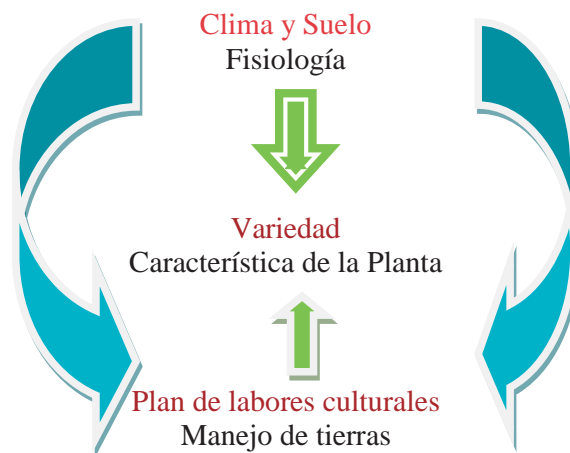 Clima y Suelo
Fisiología
Variedad
Característica de la Planta
Plan de labores culturales
Manejo de tierras